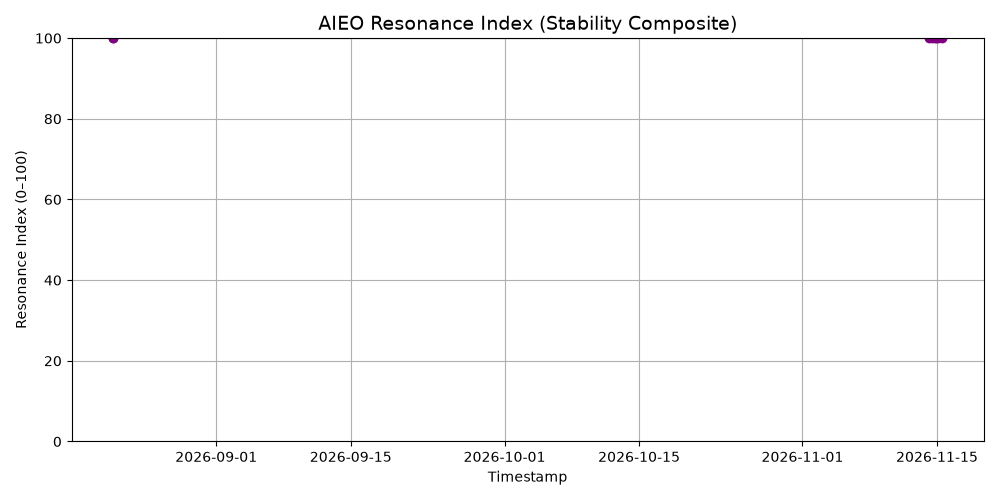 AIEO Resonance Index (Stability Composite)
Resonance Index (0–100)
100
80
60
40
20
0
2026-09-01 2026-09-15 2026-10-01 2026-10-15 2026-11-01 2026-11-15
Timestamp